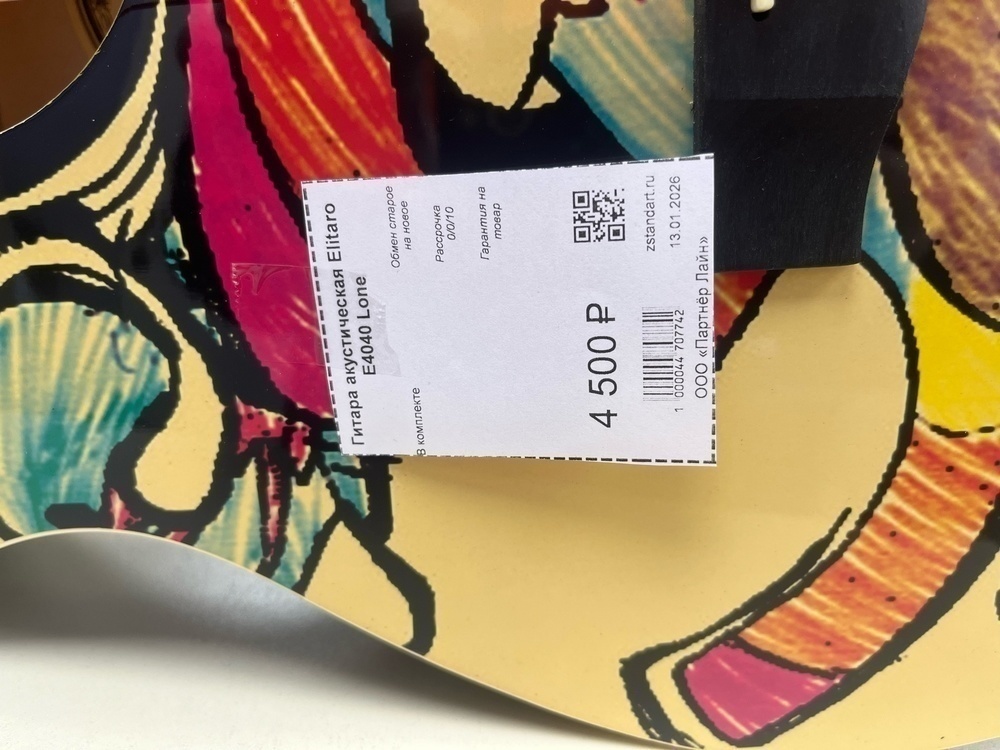 Гитара акустическая Elitaro
E4040 Lone
Обмен старое
на новое
В комплекте
Рассрочка
0/0/10
Гарантия на
товар
4 500 ₽
zstandart.ru
1 000044 707742
13.01.2026
ООО «Партнёр Лайн»